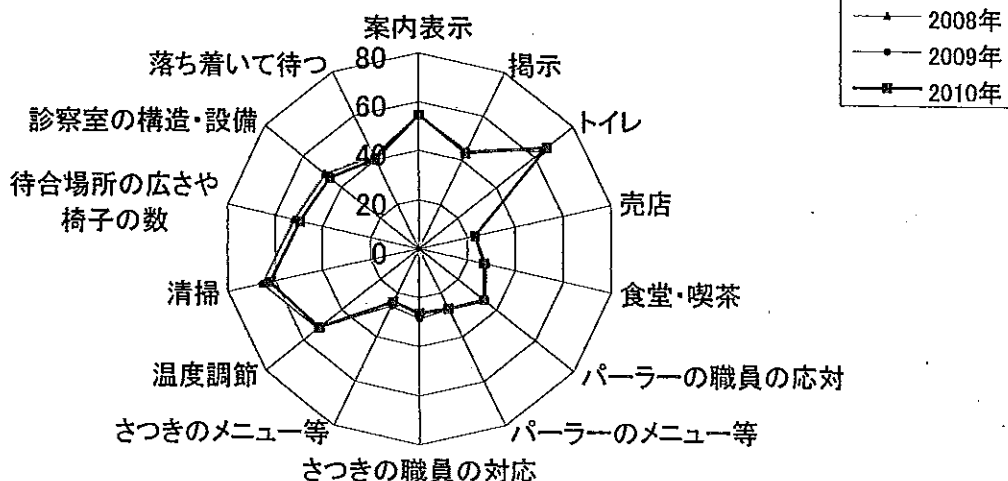 2008年
2009年
2010年
案内表示
掲示
トイレ
売店
食堂・喫茶
パーラーの職員の応対
パーラーのメニュー等
さつきの職員の対応
さつきのメニュー等
温度調節
清掃
待合場所の広さや
椅子の数
診察室の構造・設備
落ち着いて待つ
80
60
40
20
0